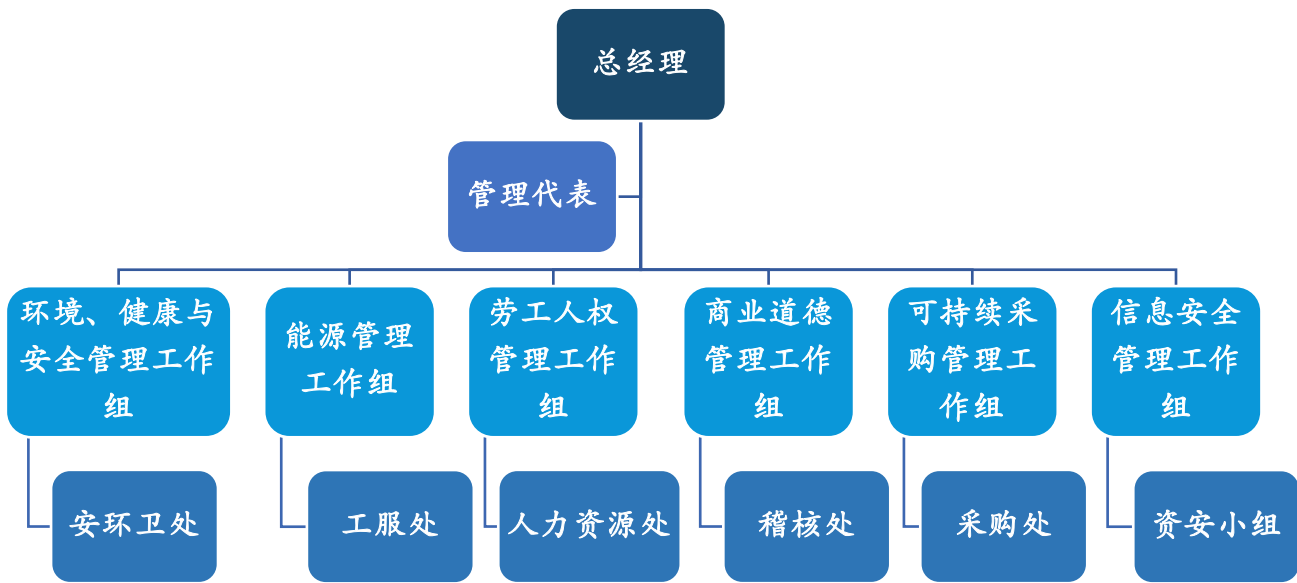 总经理
管理代表
环境、健康与
安全管理工作
组
能源管理
工作组
劳工人权
管理工作
组
商业道德
管理工作
组
可持续采
购管理工
作组
信息安全
管理工作
组
安环卫处
工服处
人力资源处
稽核处
采购处
资安小组